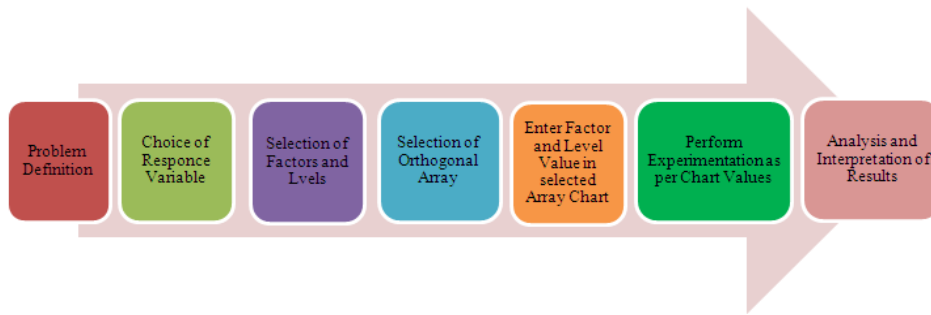 Problem
Definition
Choice of
Responce
Variable
Selection of
Factors and
Lvels
Selection of
Orthogonal
Array
Enter Factor
and Level
Value in
selected
Array Chart
Perform
Experimentation as
per Chart Values
Analysis and
Interpretation of
Results